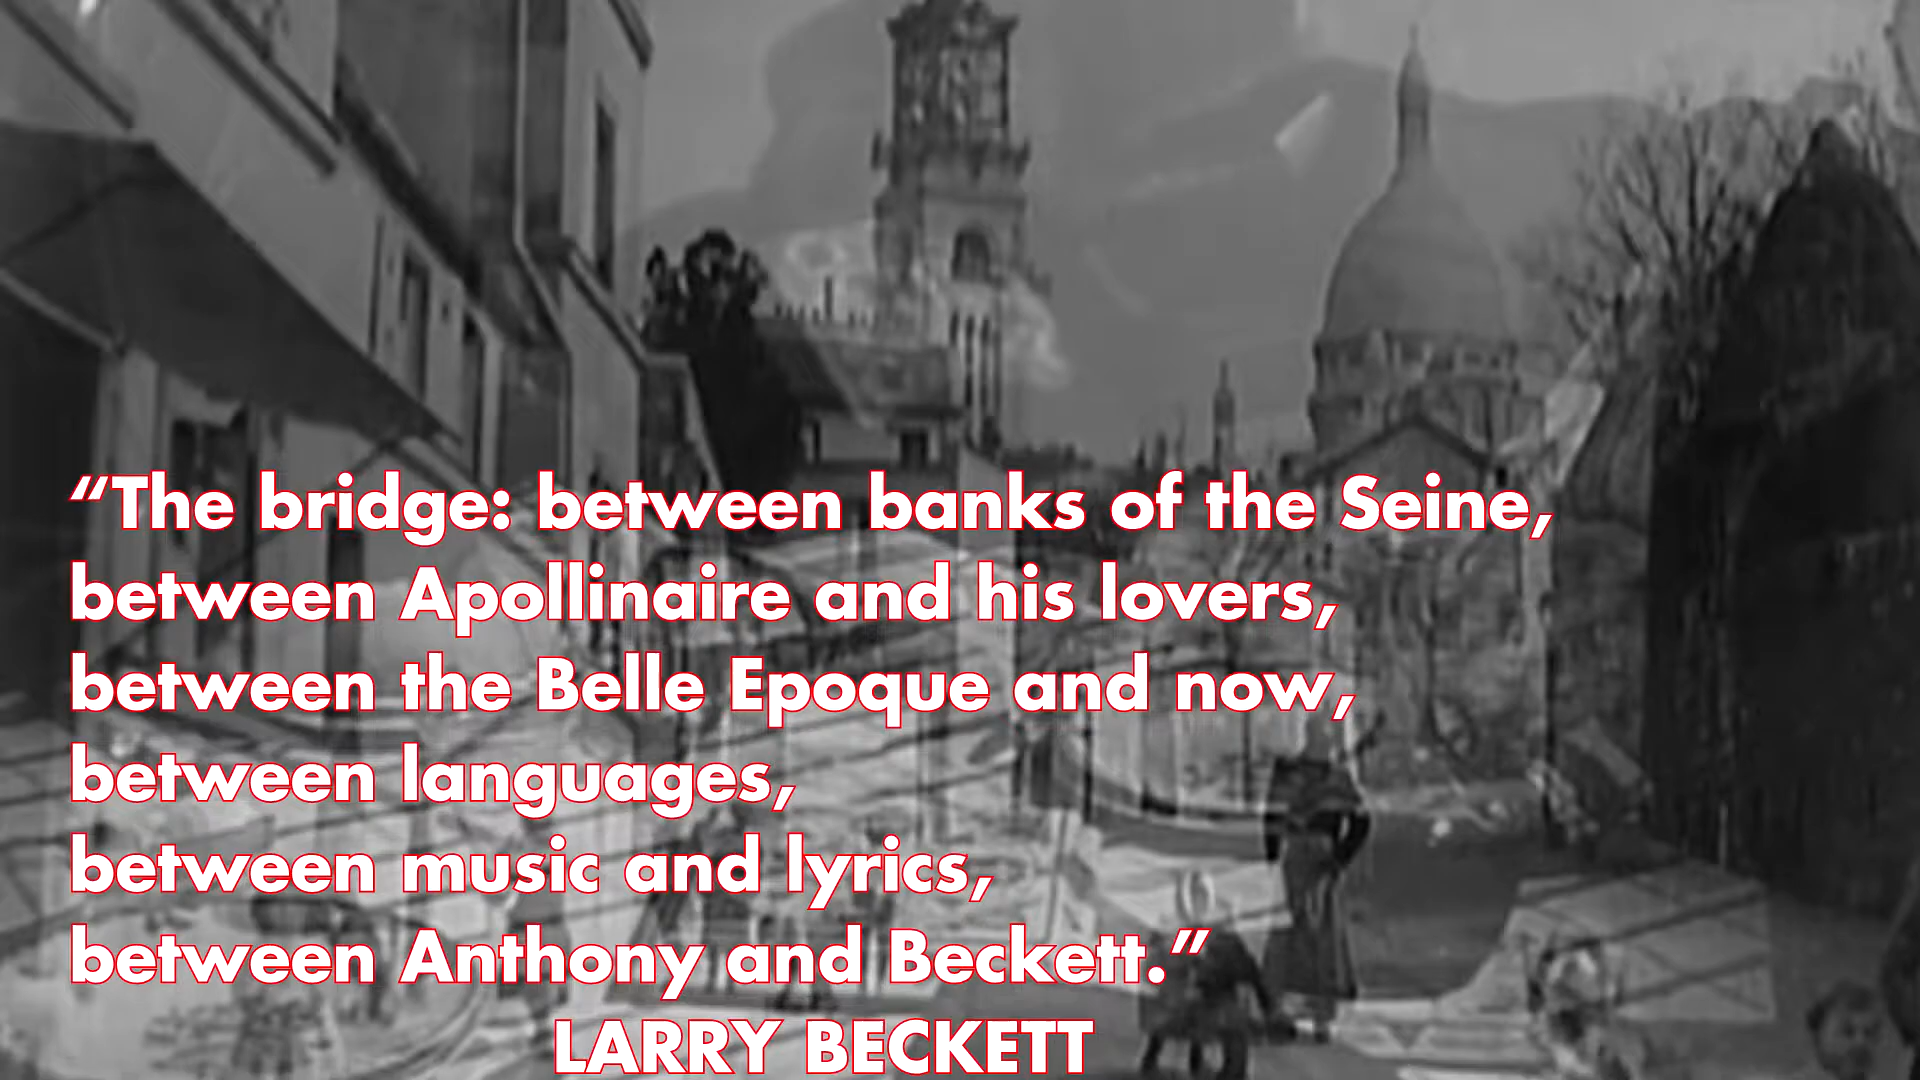 “The bridge: between banks of the Seine,
between Apollinaire and his lovers,
between the Belle Epoque and now,
between languages,
between music and lyrics,
between Anthony and Beckett.”
LARRY BECKETT